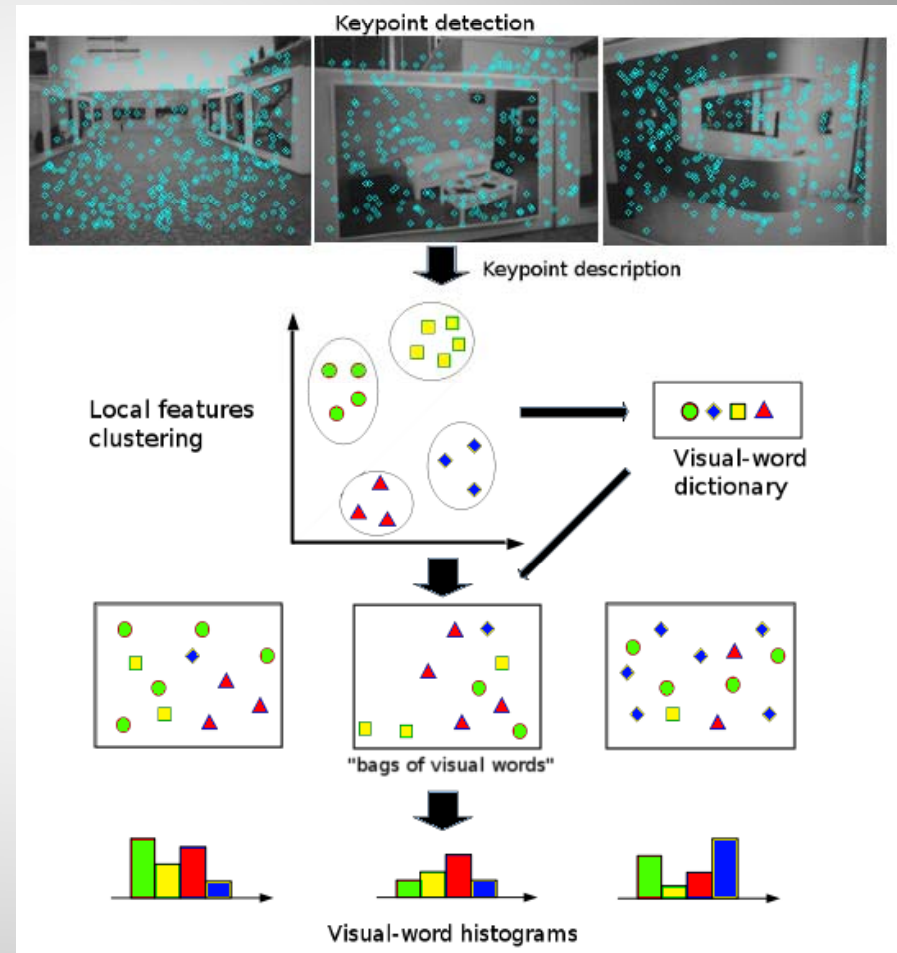 Keypoint detection
Keypoint description
Local features
clustering
Visual-word
dictionary
"bags of visual words"
Visual-word histograms